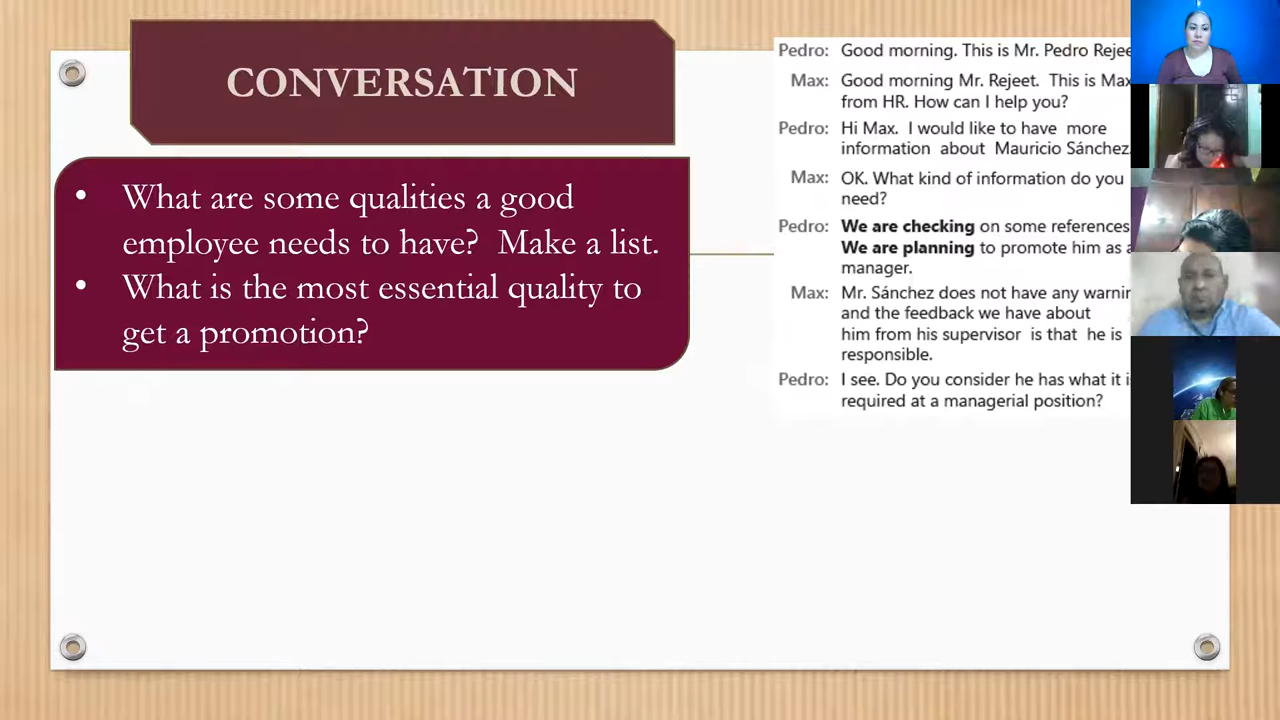 CONVERSATION
• What are some qualities a good
employee needs to have? Make a list.
• What is the most essential quality to
get a promotion?
Pedro: Good morning. This is Mr. Pedro
Max: Good morning Mr. Rejeet. This is Max
from HR. How can I help you?
Pedro: Hi Max. I would like to have more
information about Mauricio Sánchez.
Max: OK. What kind of information do you
need?
Pedro: We are checking on some references
We are planning to promote him as a
manager.
Max: Mr. Sánchez does not have any
and the feedback we have about
him from his supervisor is that he is
responsible.
Pedro: I see. Do you consider he has what it
required at a managerial position?